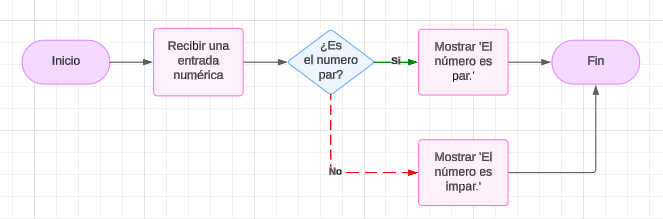 Inicio
Recibir una
entrada
numérica
¿Es
el numero
par?
Si
Mostrar 'El
número es
par.'
Fin
No
Mostrar 'El
número es
impar.'